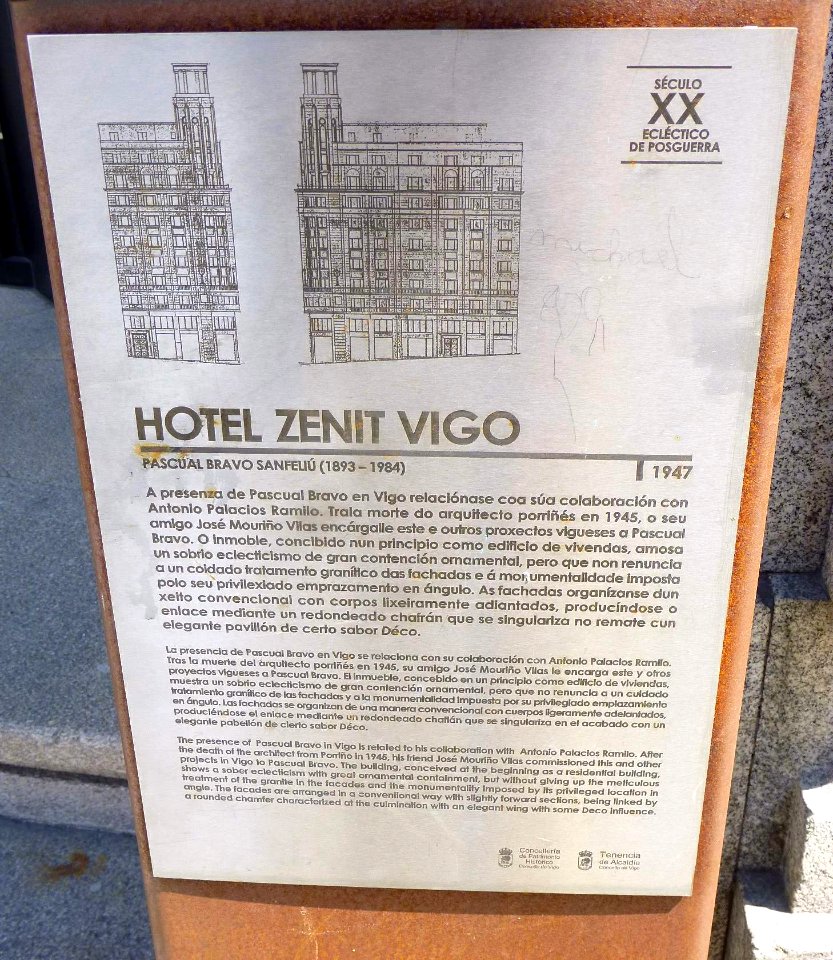 SÉCULO
XX
ECLÉCTICO
DE POSGUERRA
michael
HOTEL ZENIT VIGO
PASCUAL BRAVO SANFELIÚ (1893 – 1984)
1947
A presenza de Pascual Bravo en Vigo relaciónase coa súa colaboración con
Antonio Palacios Ramilo. Trala morte do arquitecto porriñés en 1945, o seu
amigo José Mouriño Vilas encárgalle este e outros proxectos vigueses a Pascual
Bravo. O inmoble, concibido nun principio como edificio de vivendas, amosa
un sobrio eclecticismo de gran contención ornamental, pero que non renuncia
a un coidado tratamento granítico das fachadas e á monumentalidade imposta
polo seu privilexiado emprazamento en ángulo. As fachadas organízanse dun
xeito convencional con corpos lixeiramente adiantados, producíndose o
enlace mediante un redondeado chafrán que se singulariza no remate cun
elegante pavillón de certo sabor Déco.
La presencia de Pascual Bravo en Vigo se relaciona con su colaboración con Antonio Palacios Ramilo.
Tras la muerte del arquitecto porriñés en 1945, su amigo José Mouriño Vilas le encarga este y otros
proyectos vigueses a Pascual Bravo. El inmueble, concebido en un principio como edificio de viviendas,
muestra un sobrio eclecticismo de gran contención ornamental, pero que no renuncia a un cuidado
tratamiento granítico de las fachadas y a la monumentalidad impuesta por su privilegiado emplazamiento
en ángulo. Las fachadas se organizan de una manera convencional con cuerpos ligeramente adelantados,
produciéndose el enlace mediante un redondeado chaflán que se singulariza en el acabado con un
elegante pabellón de cierto sabor Déco.
The presence of Pascual Bravo in Vigo is related to his collaboration with Antonio Palacios Ramilo. After
the death of the architect from Porriño in 1945, his friend José Mouriño Vilas commissioned this and other
projects in Vigo to Pascual Bravo. The building, conceived at the beginning as a residential building,
shows a sober eclecticism with great ornamental containment, but without giving up the meticulous
treatment of the granite in the facades and the monumentality imposed by its privileged location in
angle. The facades are arranged in a conventional way with slightly forward sections, being linked by
a rounded chamfer characterized at the culmination with an elegant wing with some Deco influence.
Concellería
de Patrimonio
Histórico
Concello de Vigo
Tenencia
de Alcaldía
Concello de Vigo